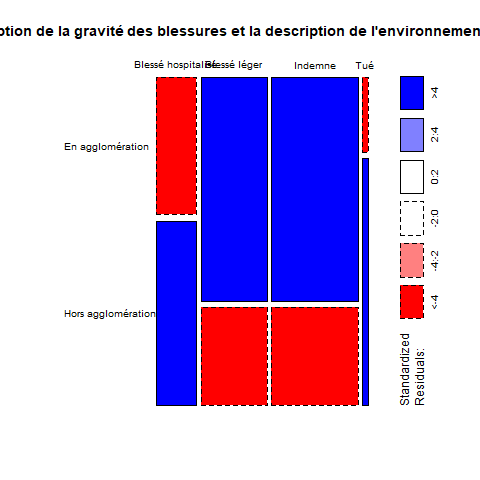 ption de la gravité des blessures et la description de l'environnemen
Blessé hospitalisé Blessé léger Indemne Tué
En agglomération
Hors agglomération
Standardized
Residuals:
<-4
-4:-2
-2:0
0:2
2:4
>4